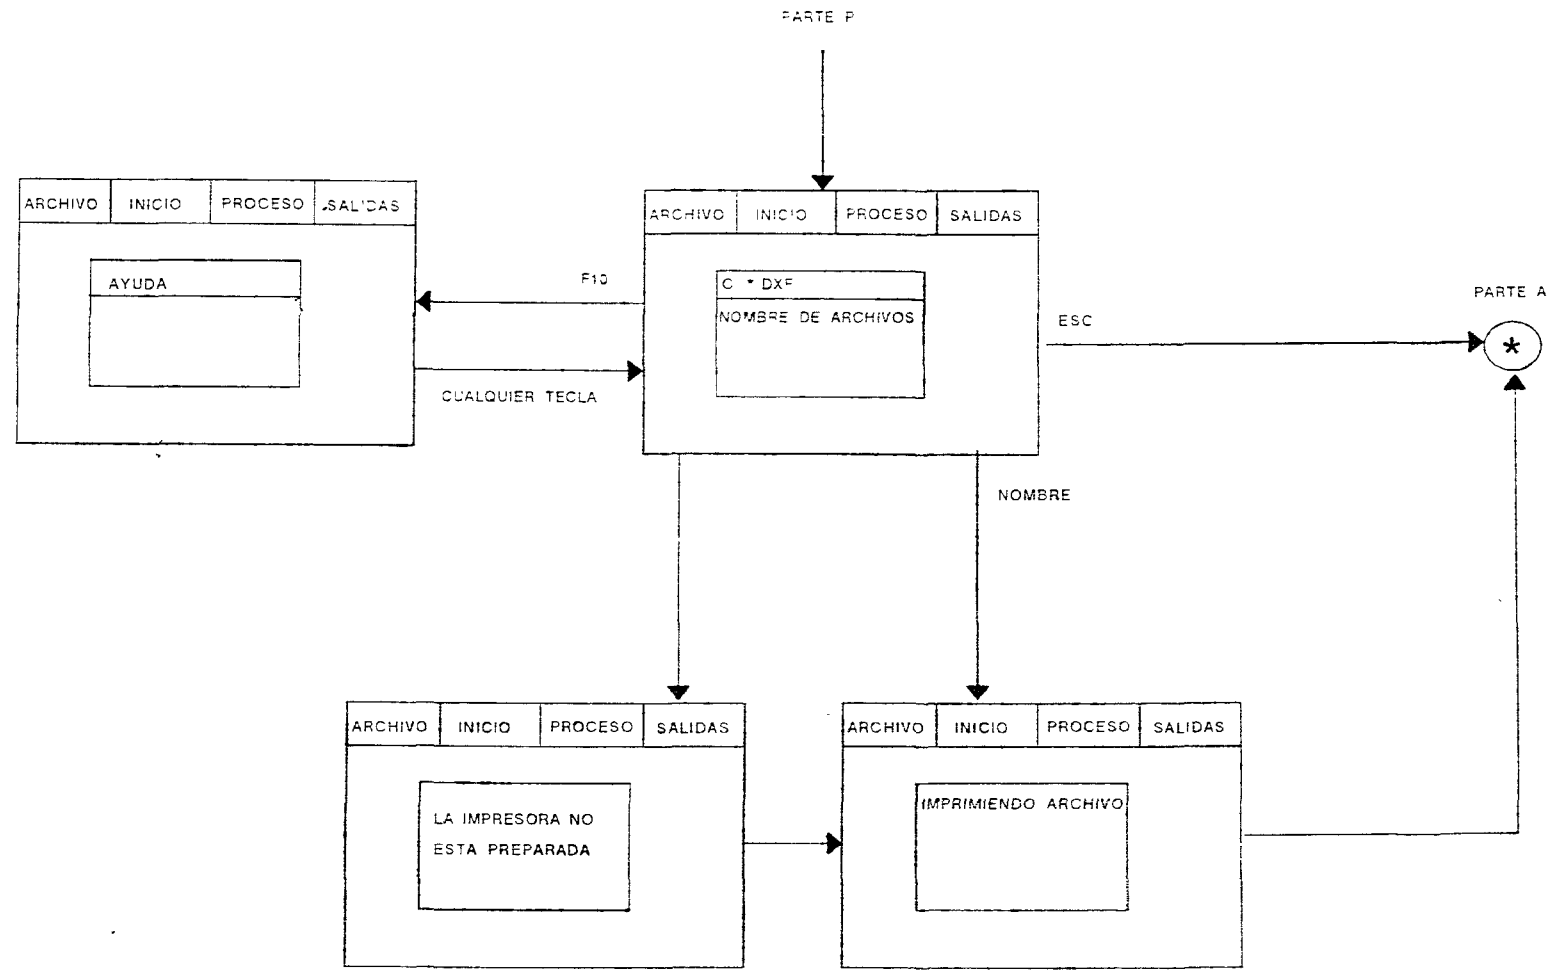 PARTE P
ARCHIVO INICIO PROCESO SALIDAS
AYUDA
F10
CUALQUIER TECLA
ARCHIVO INICIO PROCESO SALIDAS
C * DXF
NOMBRE DE ARCHIVOS
ESC
PARTE A
*
NOMBRE
ARCHIVO INICIO PROCESO SALIDAS
LA IMPRESORA NO
ESTA PREPARADA
ARCHIVO INICIO PROCESO SALIDAS
IMPRIMIENDO ARCHIVO